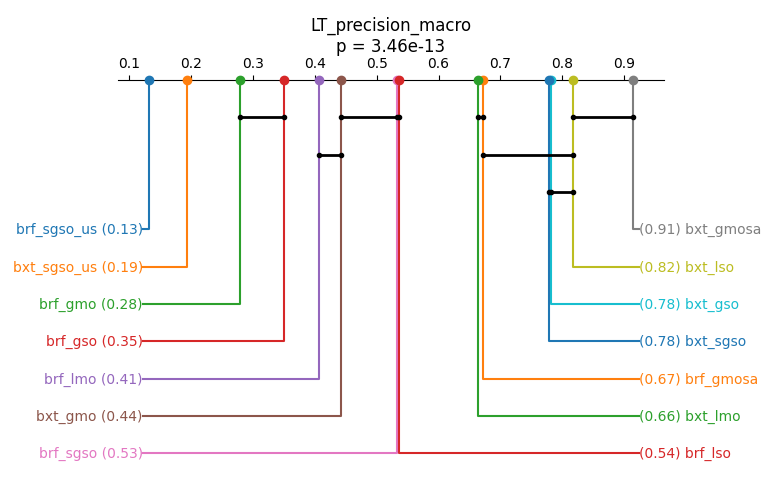 LT_precision_macro
p = 3.46e-13
0.1 0.2 0.3 0.4 0.5 0.6 0.7 0.8 0.9
brf_sgso_us (0.13) (0.91) bxt_gmosa
bxt_sgso_us (0.19) (0.82) bxt_lso
brf_gmo (0.28) (0.78) bxt_gso
brf_gso (0.35) (0.78) bxt_sgso
brf_lmo (0.41) (0.67) brf_gmosa
bxt_gmo (0.44) (0.66) bxt_lmo
brf_sgso (0.53) (0.54) brf_lso